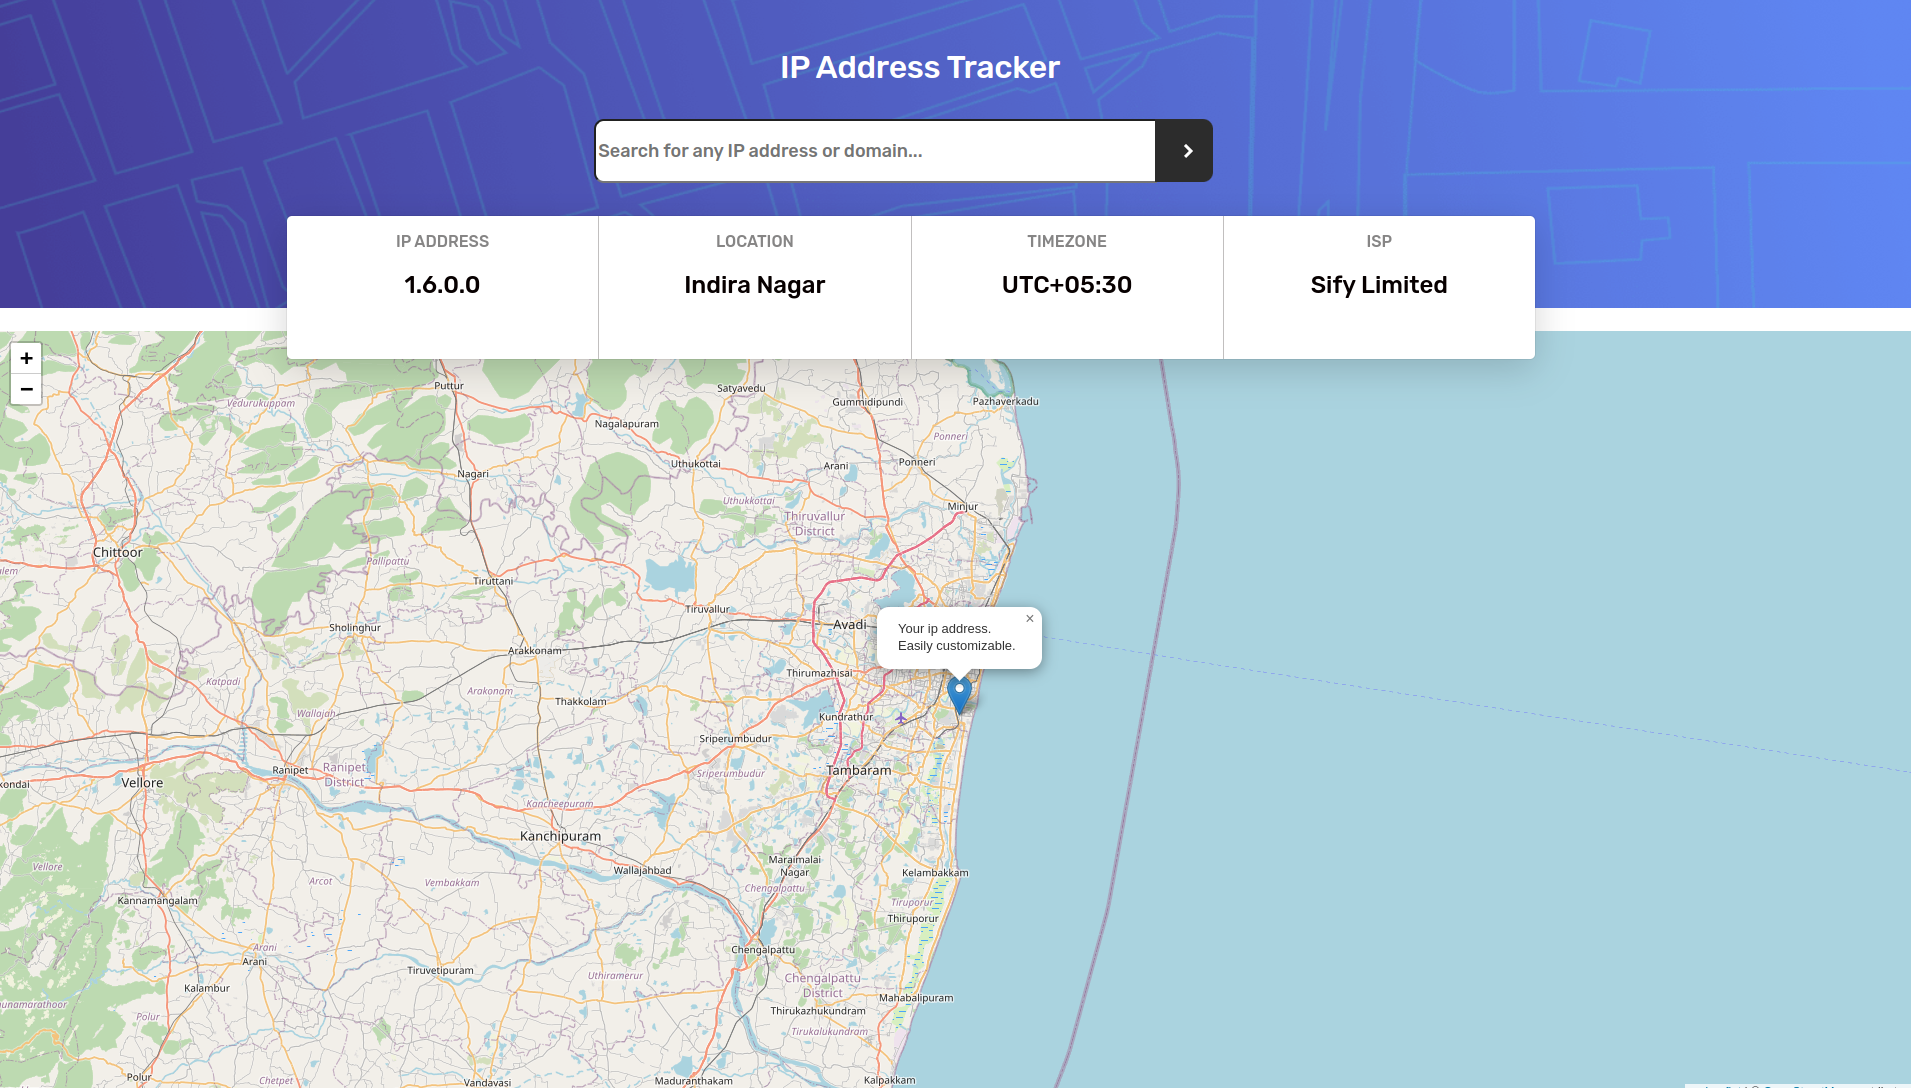 IP Address Tracker
Search for any IP address or domain...
IP ADDRESS
1.6.0.0
LOCATION
Indira Nagar
TIMEZONE
UTC+05:30
ISP
Sify Limited
+
−
Puttur
Satyavedu
Vedurukuppam
Gummidipundi
Pazhaverkadu
Nagalapuram
Ponneri
Nagari
Uthukottai
Arani
Ponneri
Uthukkottai
Minjur
Thiruvallur
District
Chittoor
Pallipattu
Tiruttani
Tiruvallur
Sholinghur
Avadi
Your ip address.
Easily customizable.
×
Arakkonam
Thirumazhisai
Katpadi
Arakonam
Thakkolam
Wallajah
Kundrathur
Sriperumbudur
Ranipet
Ranipet
District
Sriperumbudur
Tambaram
Vellore
Kancheepuram
Kanchipuram
Maraimalai
Nagar
Vellore
Wallajahbad
Kelambakkam
Arcot
Vembakkam
Chengalpattu
Kannamangalam
Tiruporur
Thiruporur
Arani
Arani
Chengalpattu
Tiruvetipuram
Uthiramerur
Chengalpattu
District
Kalambur
Mahabalipuram
Thirukazhukundram
Polur
Tirukalukundram
Polur
Chetpet
Vandavasi
Maduranthakam
Kalpakkam